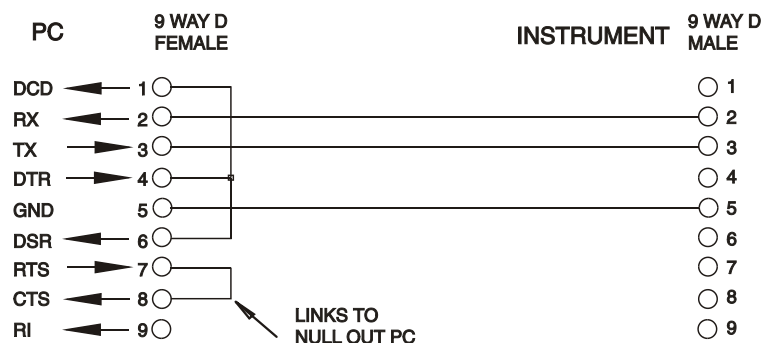 PC
9 WAY D
FEMALE
INSTRUMENT
9 WAY D
MALE
DCD 1 1
RX 2 2
TX 3 3
DTR 4 4
GND 5 5
DSR 6 6
RTS 7 7
CTS 8 8
RI 9 9
LINKS TO
NULL OUT PC